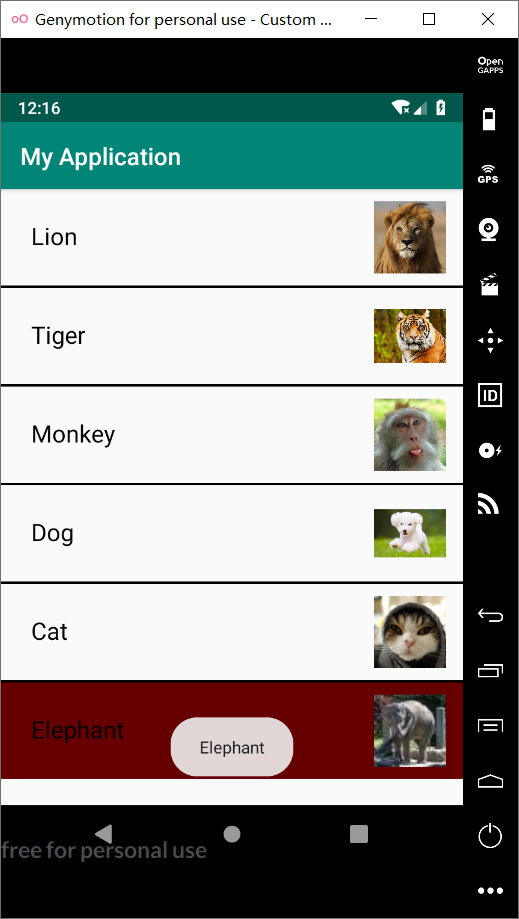 Genymotion for personal use - Custom ...
Open
GAPPS
12:16
My Application
GPS
Lion
Tiger
ID
Monkey
Dog
Cat
Elephant
Elephant
free for personal use